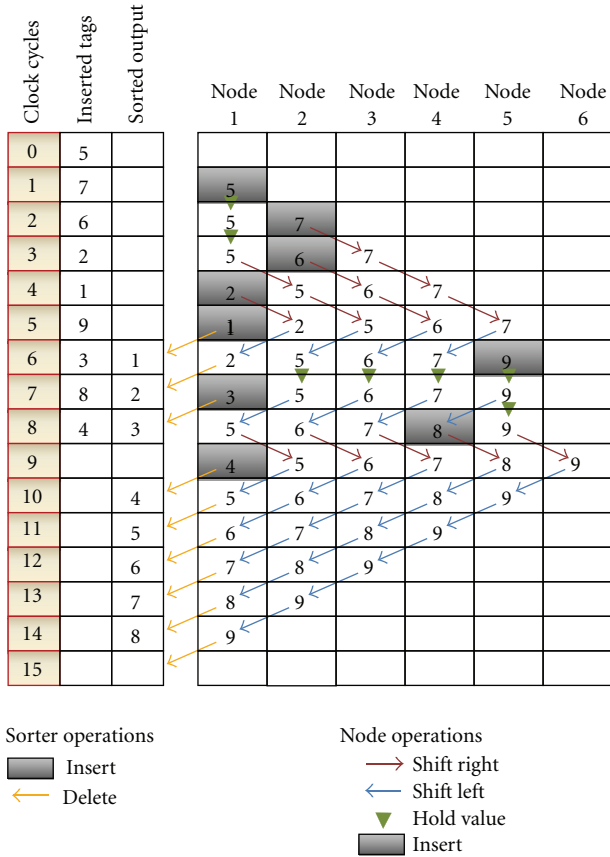 Clock cycles
Inserted tags
Sorted output
Node 1
Node 2
Node 3
Node 4
Node 5
Node 6
0 5
1 7 5
2 6 5 7
3 2 5 6 7
4 1 2 5 6 7
5 9 1 2 5 6 7
6 3 1 2 5 6 7 9
7 8 2 3 5 6 7 9
8 4 3 5 6 7 8 9
9 4 5 6 7 8 9
10 4 5 6 7 8 9
11 5 6 7 8 9
12 6 7 8 9
13 7 8 9
14 8 9
15
Sorter operations
Insert
Delete
Node operations
Shift right
Shift left
Hold value
Insert